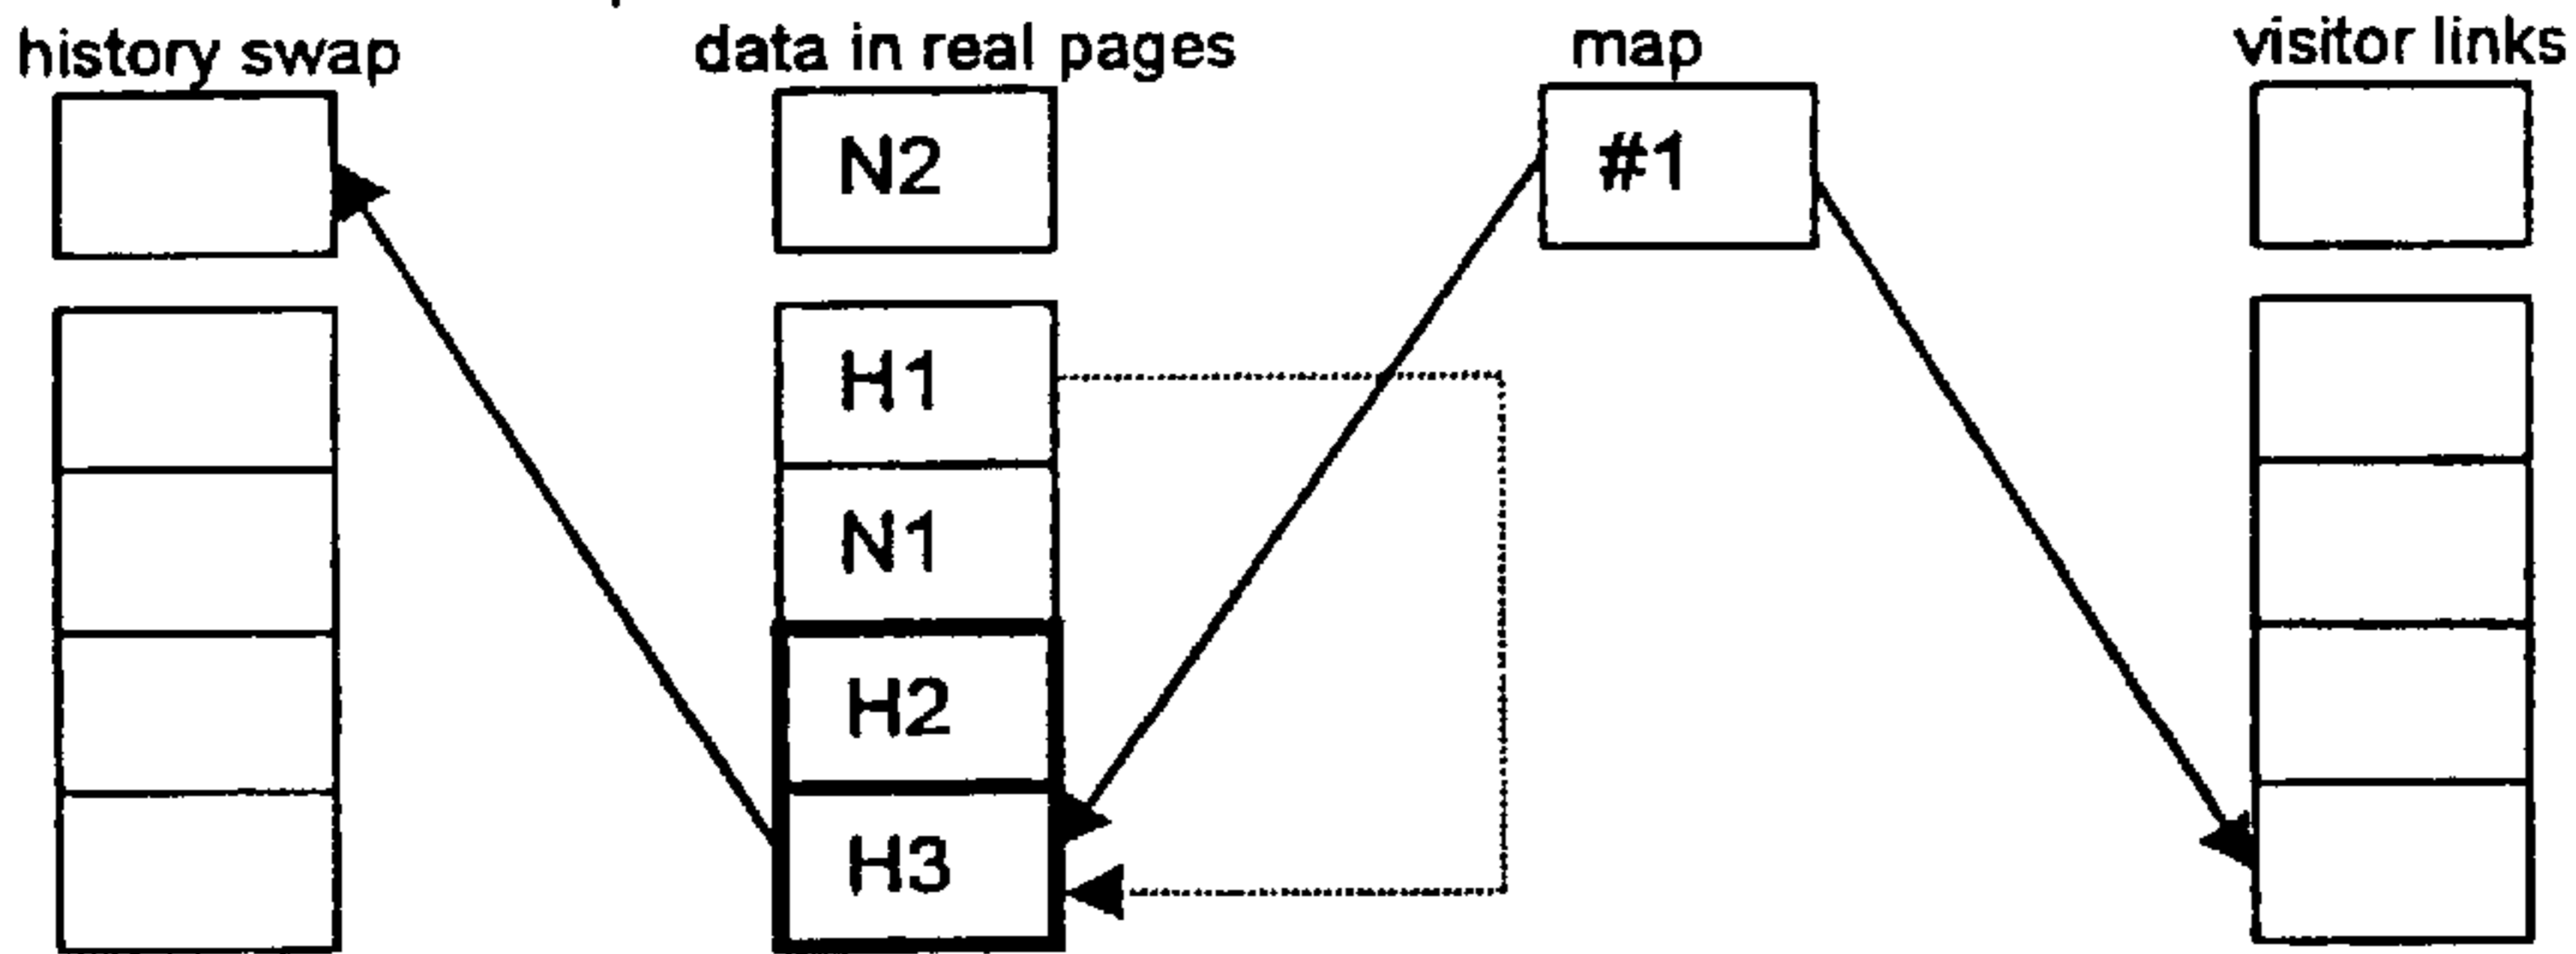 history swap data in real pages map visitor links
N2 #1
H1
N1
H2
H3